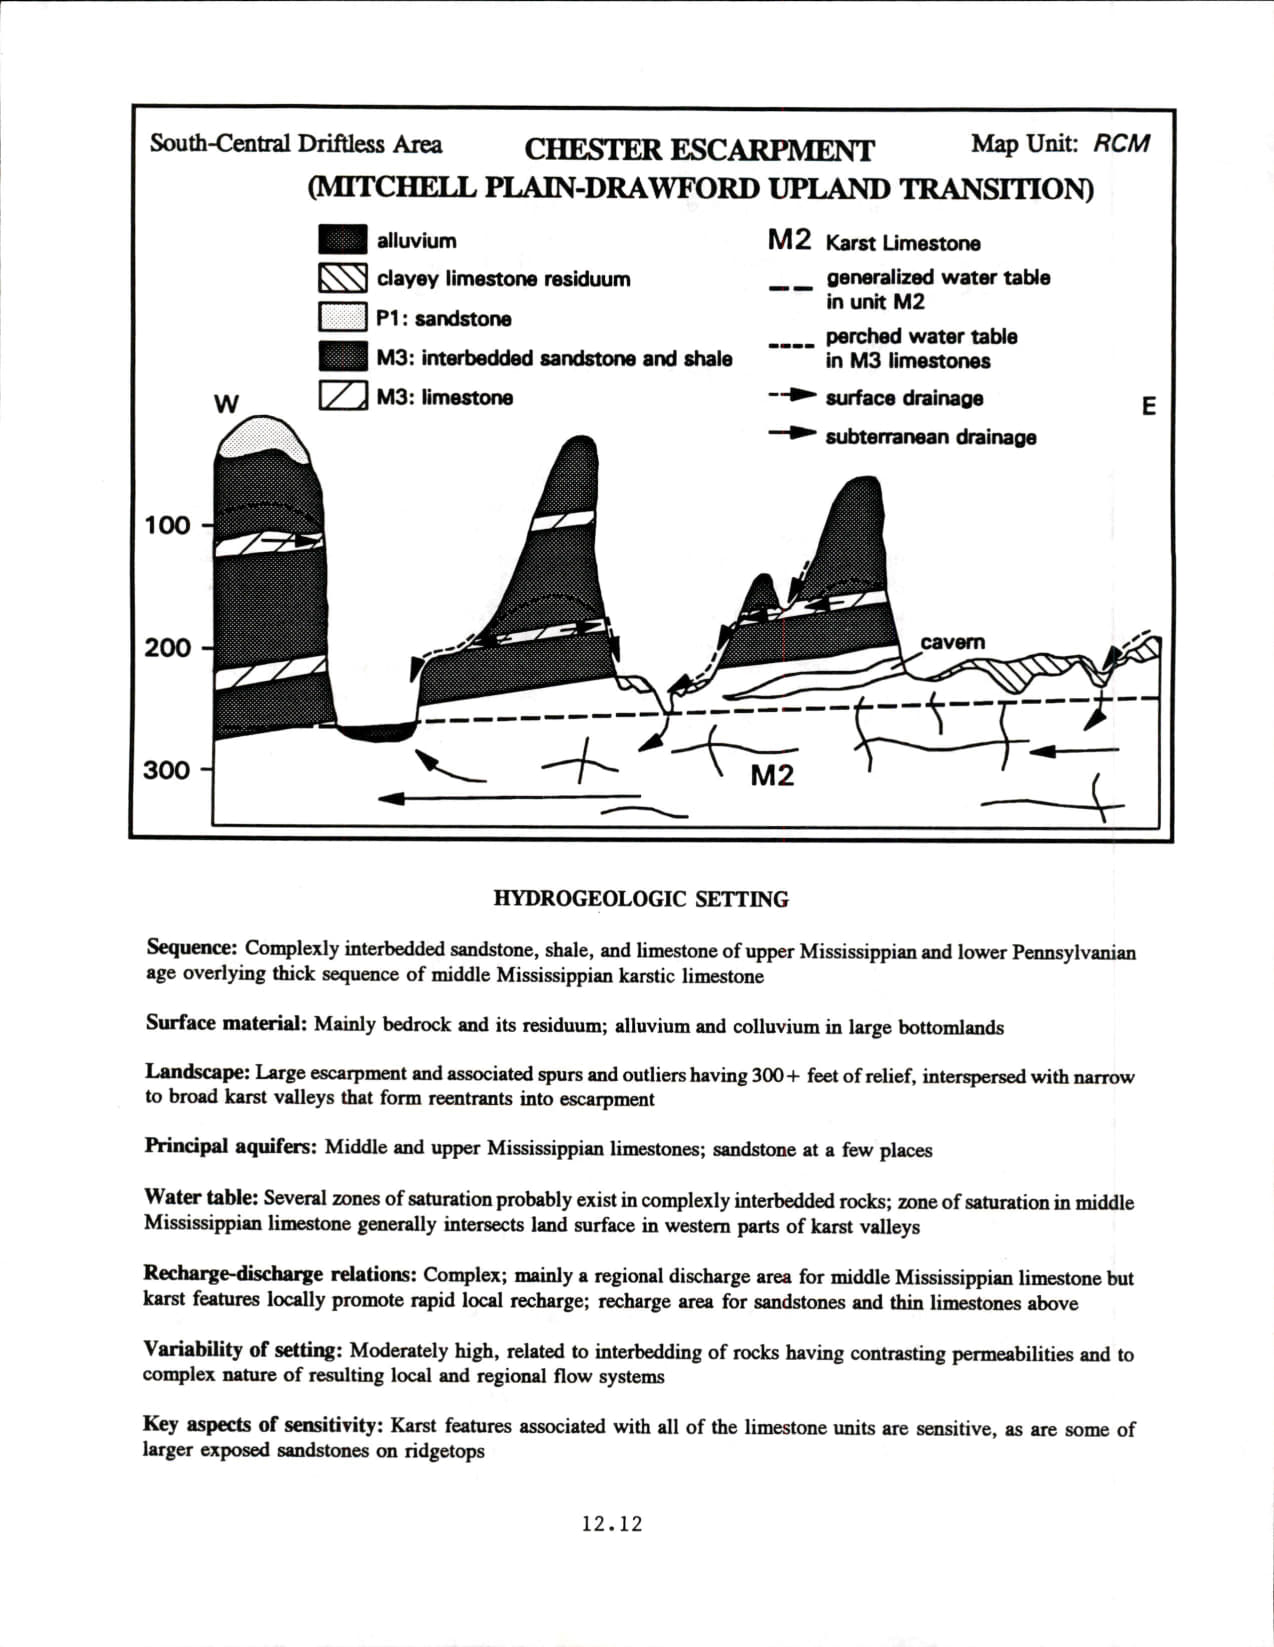 South-Central Driftless Area
CHESTER ESCARPMENT
Map Unit: RCM
(MITCHELL PLAIN-DRAWFORD UPLAND TRANSITION)
alluvium
clayey limestone residuum
P1: sandstone
M3: interbedded sandstone and shale
M3: limestone
M2 Karst Limestone
generalized water table
in unit M2
perched water table
in M3 limestones
surface drainage
subterranean drainage
W
E
100
200
300
cavern
M2
HYDROGEOLOGIC SETTING
Sequence: Complexly interbedded sandstone, shale, and limestone of upper Mississippian and lower Pennsylvanian
age overlying thick sequence of middle Mississippian karstic limestone
Surface material: Mainly bedrock and its residuum; alluvium and colluvium in large bottomlands
Landscape: Large escarpment and associated spurs and outliers having 300+ feet of relief, interspersed with narrow
to broad karst valleys that form reentrants into escarpment
Principal aquifers: Middle and upper Mississippian limestones; sandstone at a few places
Water table: Several zones of saturation probably exist in complexly interbedded rocks; zone of saturation in middle
Mississippian limestone generally intersects land surface in western parts of karst valleys
Recharge-discharge relations: Complex; mainly a regional discharge area for middle Mississippian limestone but
karst features locally promote rapid local recharge; recharge area for sandstones and thin limestones above
Variability of setting: Moderately high, related to interbedding of rocks having contrasting permeabilities and to
complex nature of resulting local and regional flow systems
Key aspects of sensitivity: Karst features associated with all of the limestone units are sensitive, as are some of
larger exposed sandstones on ridgetops
12.12